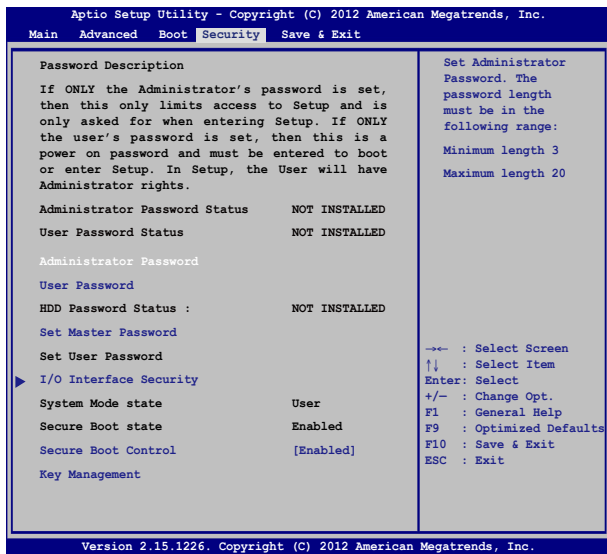 Aptio Setup Utility - Copyright (C) 2012 American Megatrends, Inc.
Main Advanced Boot Security Save & Exit
Password Description
If ONLY the Administrator's password is set,
then this only limits access to Setup and is
only asked for when entering Setup. If ONLY
the user's password is set, then this is a
power on password and must be entered to boot
or enter Setup. In Setup, the User will have
Administrator rights.
Administrator Password Status NOT INSTALLED
User Password Status NOT INSTALLED
Administrator Password
User Password
HDD Password Status : NOT INSTALLED
Set Master Password
Set User Password
I/O Interface Security
System Mode state User
Secure Boot state Enabled
Secure Boot Control [Enabled]
Key Management
Set Administrator
Password. The
password length
must be in the
following range:
Minimum length 3
Maximum length 20
→← : Select Screen
↑↓ : Select Item
Enter: Select
+/— : Change Opt.
F1 : General Help
F9 : Optimized Defaults
F10 : Save & Exit
ESC : Exit
Version 2.15.1226. Copyright (C) 2012 American Megatrends, Inc.